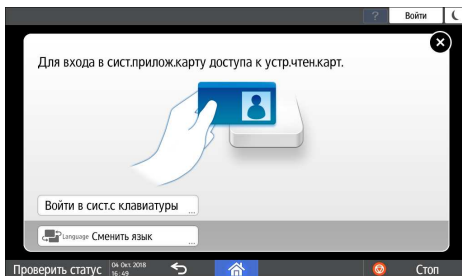 ? Войти
Для входа в сист.прилож.карту доступа к устр.чтен.карт.
Войти в сист.с клавиатуры ...
Language Сменить язык ...
Проверить статус 04 Окт. 2018 16:49 Стоп